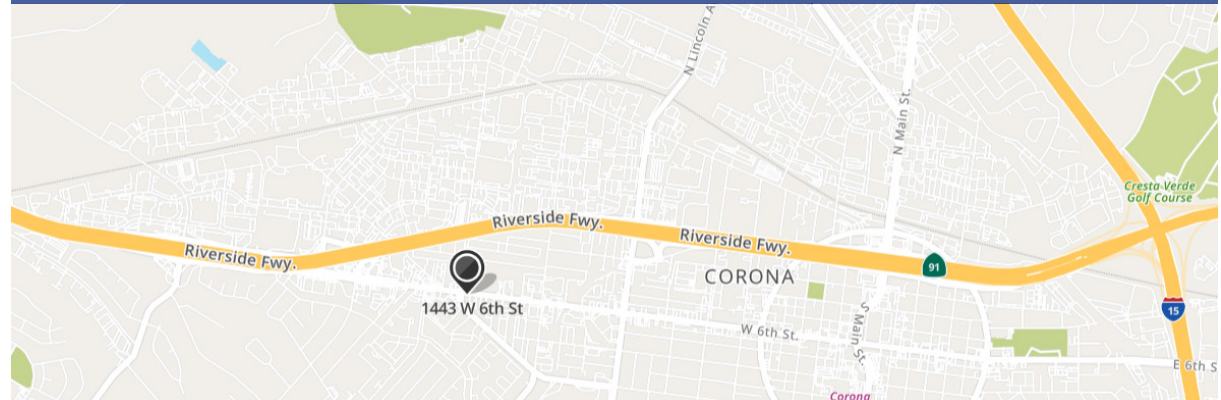 N Lincoln A
N Main St.
Cresta Verde
Golf Course
Riverside Fwy.
Riverside Fwy.
Riverside Fwy.
91
CORONA
1443 W 6th St
15
S Main St.
W 6th St.
E 6th S
Corona